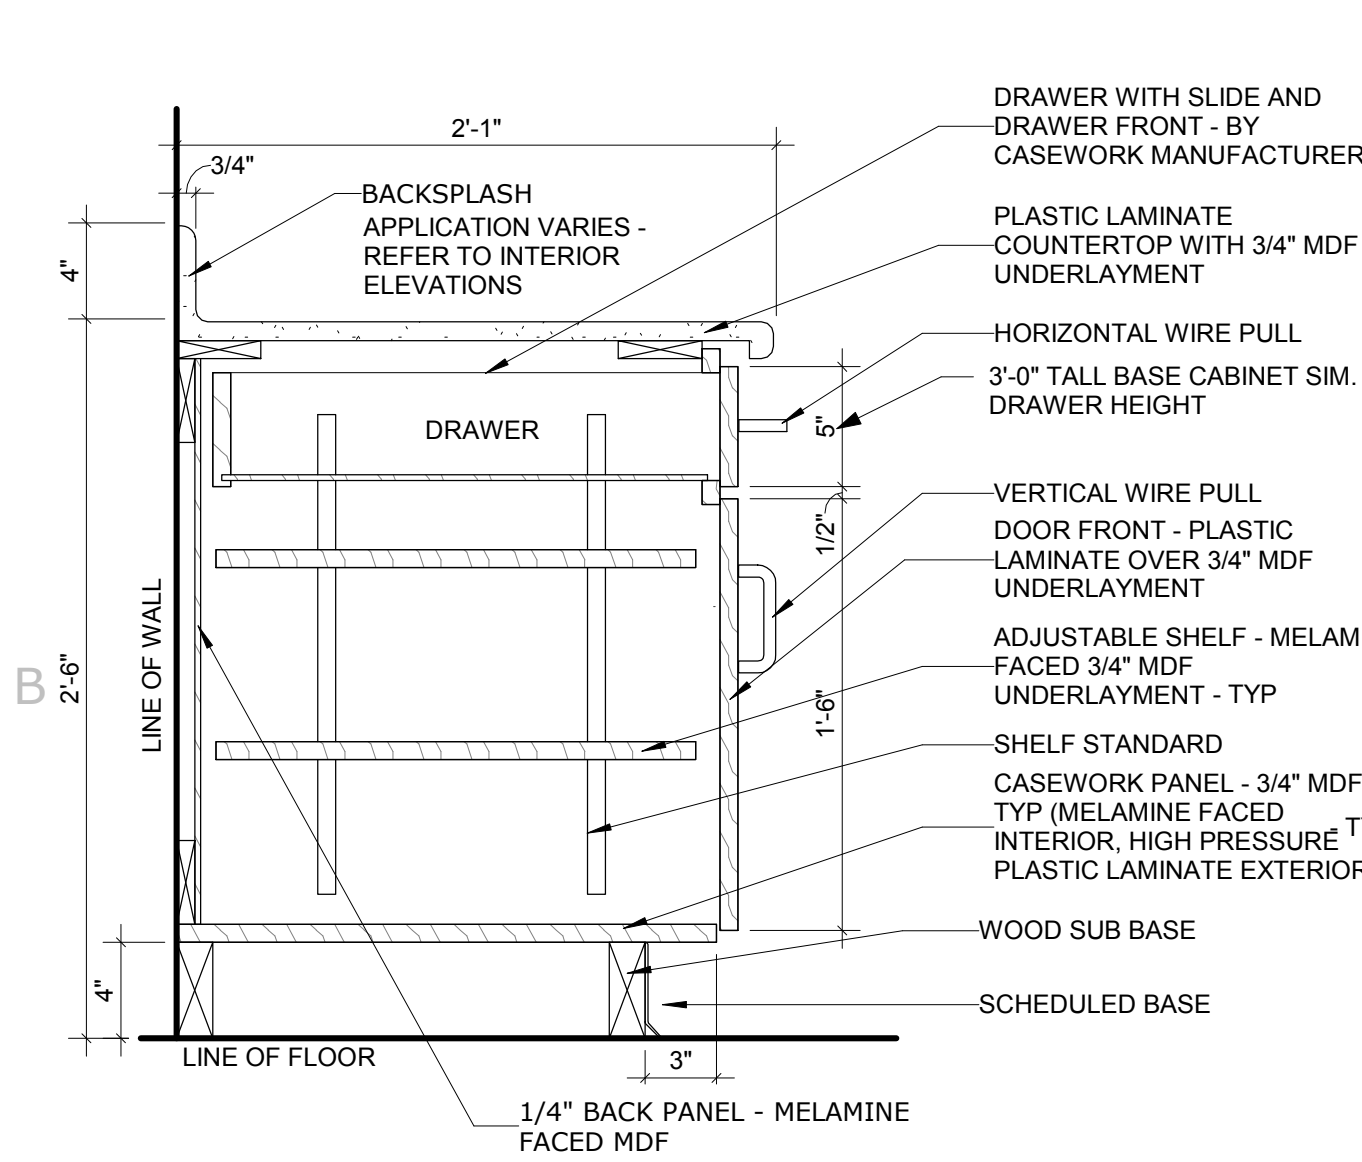 DRAWER WITH SLIDE AND
DRAWER FRONT - BY
CASEWORK MANUFACTURER
2'-1"
3/4"
BACKSPLASH
APPLICATION VARIES -
REFER TO INTERIOR
ELEVATIONS
PLASTIC LAMINATE
COUNTERTOP WITH 3/4" MDF
UNDERLAYMENT
4"
HORIZONTAL WIRE PULL
3'-0" TALL BASE CABINET SIM.
DRAWER HEIGHT
DRAWER
5"
VERTICAL WIRE PULL
1/2"
DOOR FRONT - PLASTIC
LAMINATE OVER 3/4" MDF
UNDERLAYMENT
LINE OF WALL
B
2'-6"
ADJUSTABLE SHELF - MELAM
FACED 3/4" MDF
UNDERLAYMENT - TYP
1'-6"
SHELF STANDARD
CASEWORK PANEL - 3/4" MDF
TYP (MELAMINE FACED
INTERIOR, HIGH PRESSURE - T
PLASTIC LAMINATE EXTERIOR
WOOD SUB BASE
4"
SCHEDULED BASE
LINE OF FLOOR
3"
1/4" BACK PANEL - MELAMINE
FACED MDF